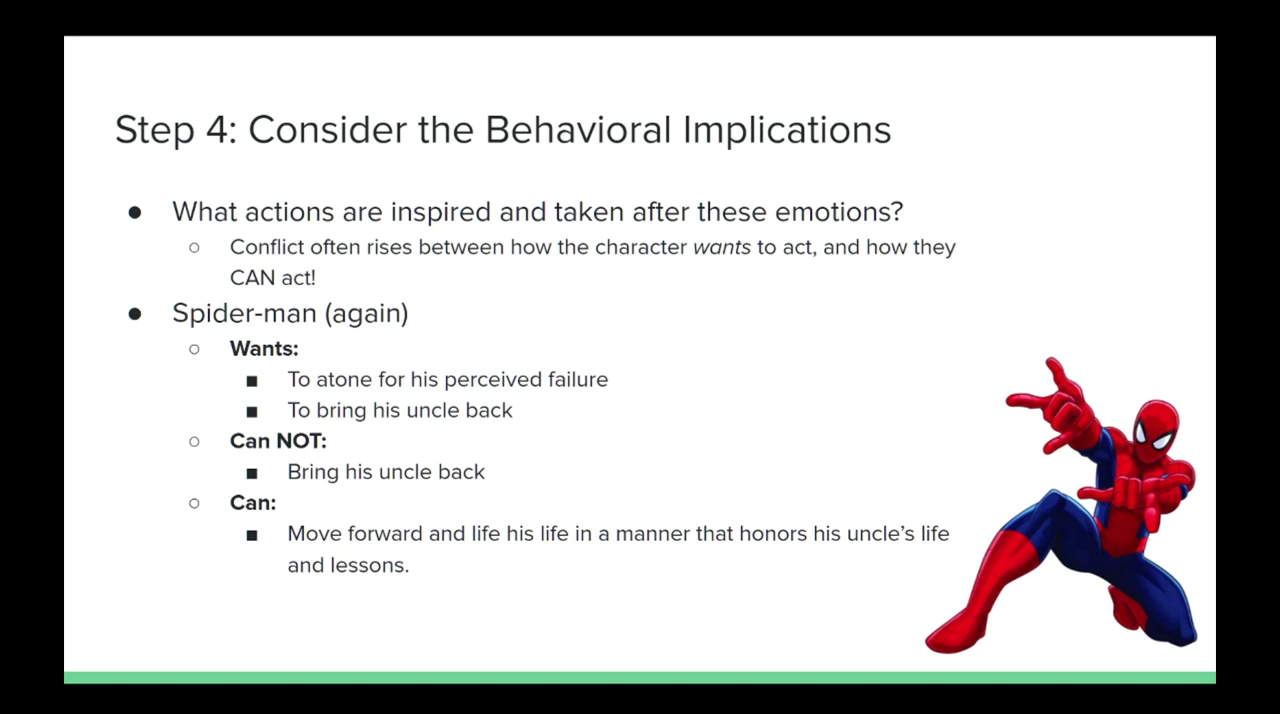 Step 4: Consider the Behavioral Implications
● What actions are inspired and taken after these emotions?
○ Conflict often rises between how the character wants to act, and how they
CAN act!
● Spider-man (again)
○ Wants:
■ To atone for his perceived failure
■ To bring his uncle back
○ Can NOT:
■ Bring his uncle back
○ Can:
■ Move forward and life his life in a manner that honors his uncle’s life
and lessons.